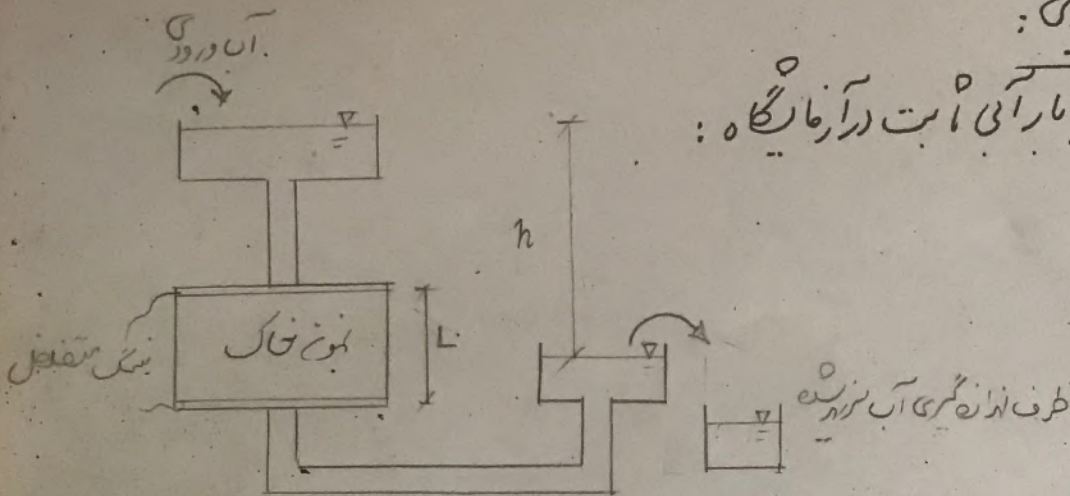 آب ورودی
بار آبی ثابت در آزمایشگاه :
h
سنگ متخلخل
نمونه خاک
L
ظرف اندازه گیری آب سرریز شده